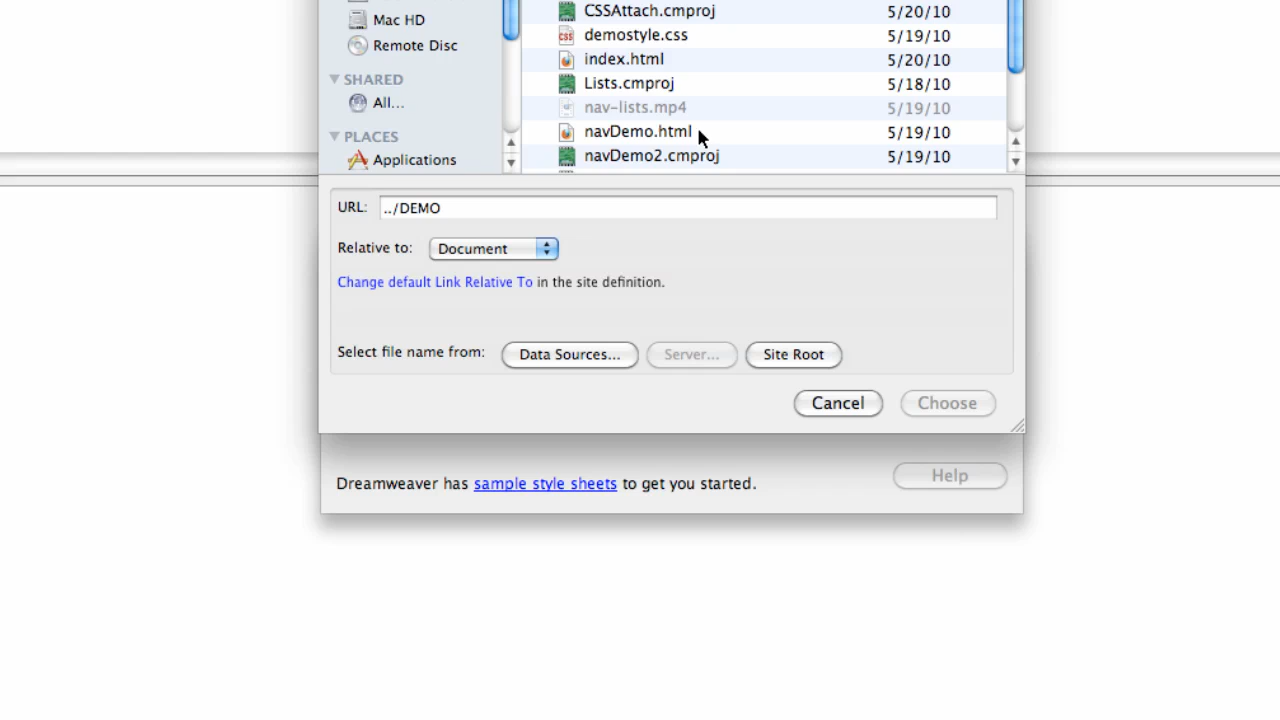 Mac HD
Remote Disc
SHARED
All...
PLACES
Applications
CSSAttach.cmproj 5/20/10
demostyle.css 5/19/10
index.html 5/20/10
Lists.cmproj 5/18/10
nav-lists.mp4 5/19/10
navDemo.html 5/19/10
navDemo2.cmproj 5/19/10
URL: ../DEMO
Relative to: Document
Change default Link Relative To in the site definition.
Select file name from: Data Sources... Server... Site Root
Cancel Choose
Dreamweaver has sample style sheets to get you started. Help